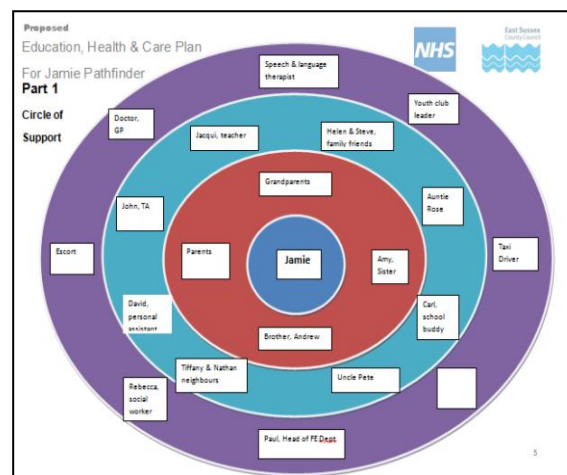 Proposed
Education, Health & Care Plan
For Jamie Pathfinder
Part 1
Circle of
Support
NHS
East Sussex
County Council
Speech & language
therapist
Youth club
leader
Doctor,
GP
Jacqui, teacher
Helen & Steve,
family friends
Grandparents
John, TA
Auntie
Rose
Escort
Parents
Jamie
Amy,
Sister
Taxi
Driver
David,
personal
assistant
Carl,
school
buddy
Brother, Andrew
Tiffany & Nathan
neighbours
Uncle Pete
Rebecca,
social
worker
Paul, Head of PE Dept.
5